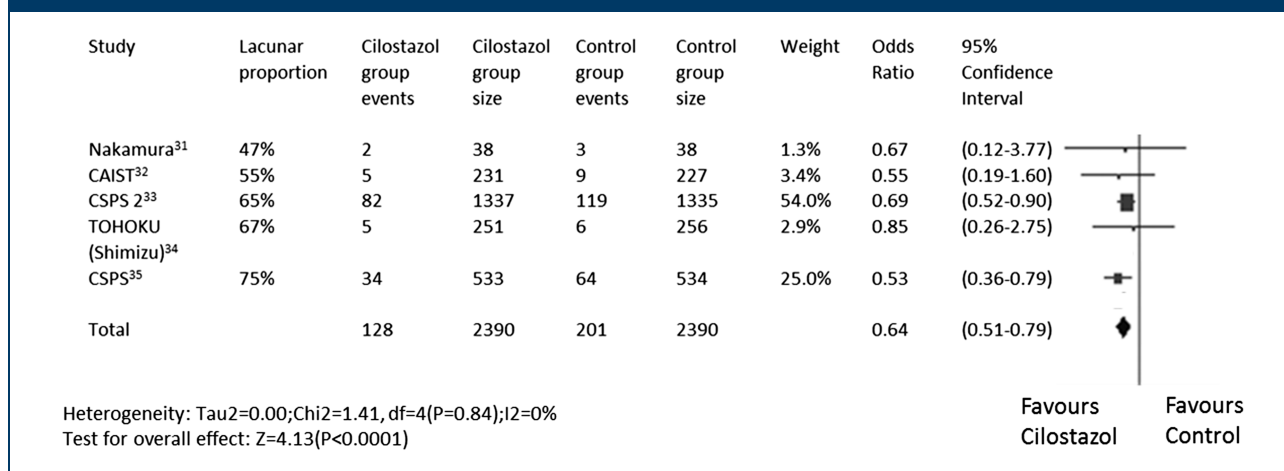 Study Lacunar proportion Cilostazol group events Cilostazol group size Control group events Control group size Weight Odds Ratio 95% Confidence Interval
Nakamura31 47% 2 38 3 38 1.3% 0.67 (0.12-3.77)
CAIST32 55% 5 231 9 227 3.4% 0.55 (0.19-1.60)
CSPS 233 65% 82 1337 119 1335 54.0% 0.69 (0.52-0.90)
TOHOKU 67% 5 251 6 256 2.9% 0.85 (0.26-2.75)
(Shimizu)34
CSPS35 75% 34 533 64 534 25.0% 0.53 (0.36-0.79)
Total 128 2390 201 2390 0.64 (0.51-0.79)
Heterogeneity: Tau2=0.00;Chi2=1.41, df=4(P=0.84);I2=0%
Test for overall effect: Z=4.13(P<0.0001)
Favours Cilostazol
Favours Control